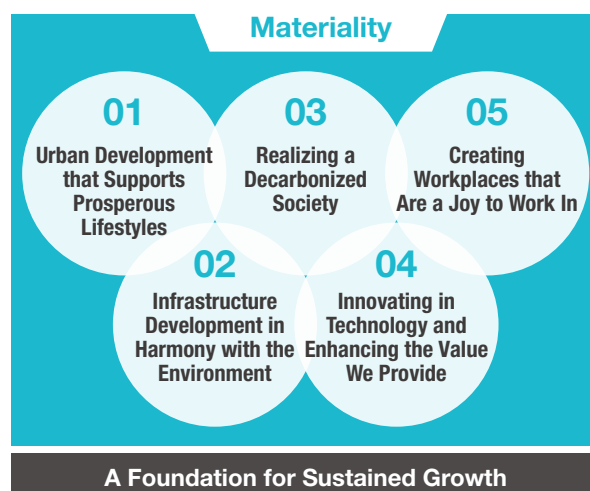 Materiality
01
Urban Development
that Supports
Prosperous
Lifestyles
02
Infrastructure
Development in
Harmony with the
Environment
03
Realizing a
Decarbonized
Society
04
Innovating in
Technology and
Enhancing the Value
We Provide
05
Creating
Workplaces that
Are a Joy to Work In
A Foundation for Sustained Growth